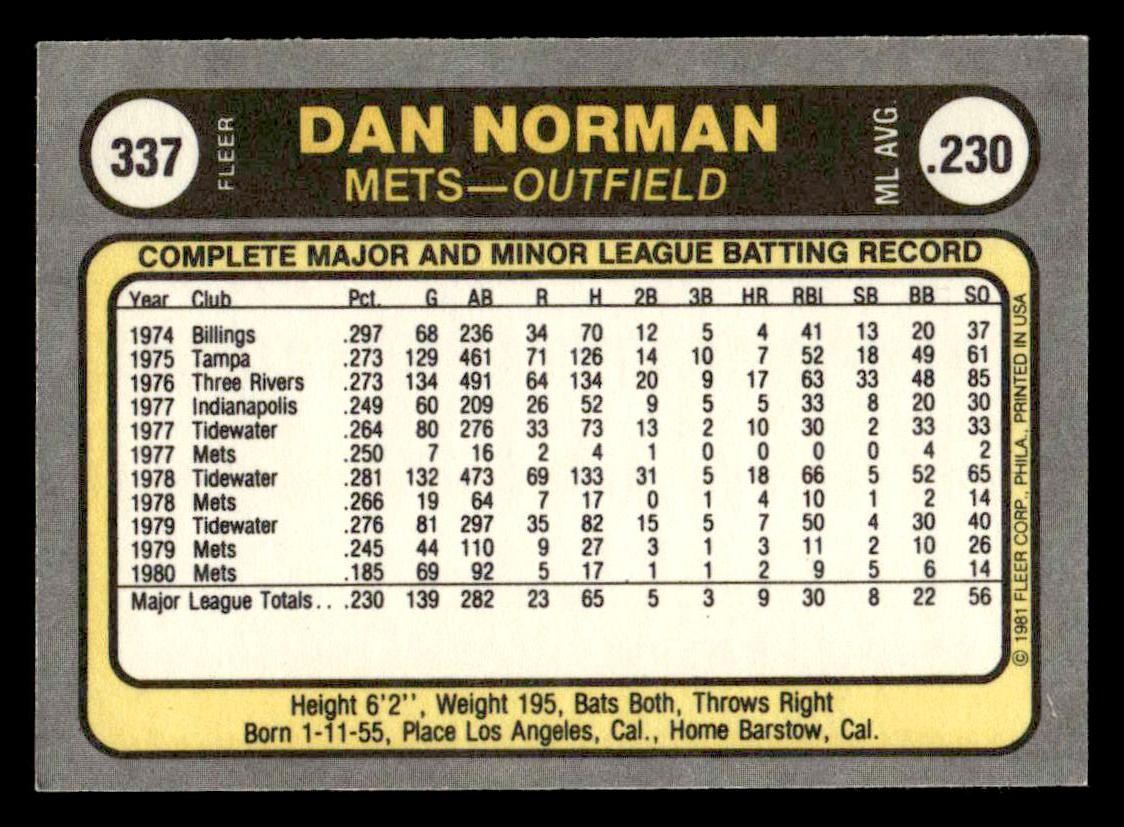 337
FLEER
DAN NORMAN
METS—OUTFIELD
ML AVG.
.230
COMPLETE MAJOR AND MINOR LEAGUE BATTING RECORD
Year Club Pct. G AB R H 2B 3B HR RBI SB BB SO
1974 Billings .297 68 236 34 70 12 5 4 41 13 20 37
1975 Tampa .273 129 461 71 126 14 10 7 52 18 49 61
1976 Three Rivers .273 134 491 64 134 20 9 17 63 33 48 85
1977 Indianapolis .249 60 209 26 52 9 5 5 33 8 20 30
1977 Tidewater .264 80 276 33 73 13 2 10 30 2 33 33
1977 Mets .250 7 16 2 4 1 0 0 0 0 4 2
1978 Tidewater .281 132 473 69 133 31 5 18 66 5 52 65
1978 Mets .266 19 64 7 17 0 1 4 10 1 2 14
1979 Tidewater .276 81 297 35 82 15 5 7 50 4 30 40
1979 Mets .245 44 110 9 27 3 1 3 11 2 10 26
1980 Mets .185 69 92 5 17 1 1 2 9 5 6 14
Major League Totals. . .230 139 282 23 65 5 3 9 30 8 22 56
© 1981 FLEER CORP., PHILA., PRINTED IN USA
Height 6'2'', Weight 195, Bats Both, Throws Right
Born 1-11-55, Place Los Angeles, Cal., Home Barstow, Cal.